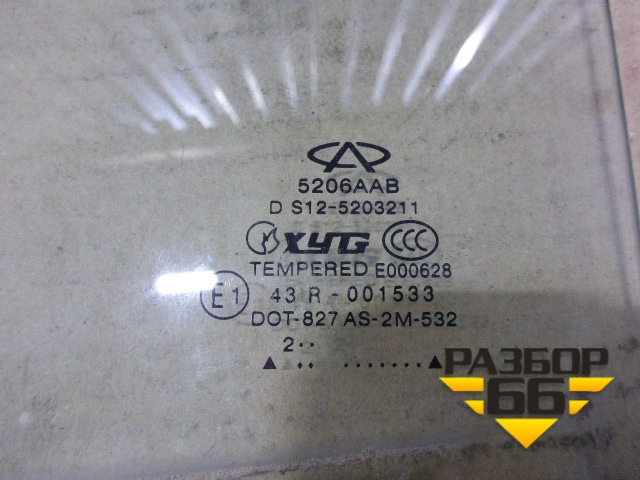 5206AAB
D S12-5203211
XYG CCC
TEMPERED E000628
E1 43 R - 001533
DOT-827 AS-2M-532
2··
▲ ·· ······· ▲
РАЗБОР
66